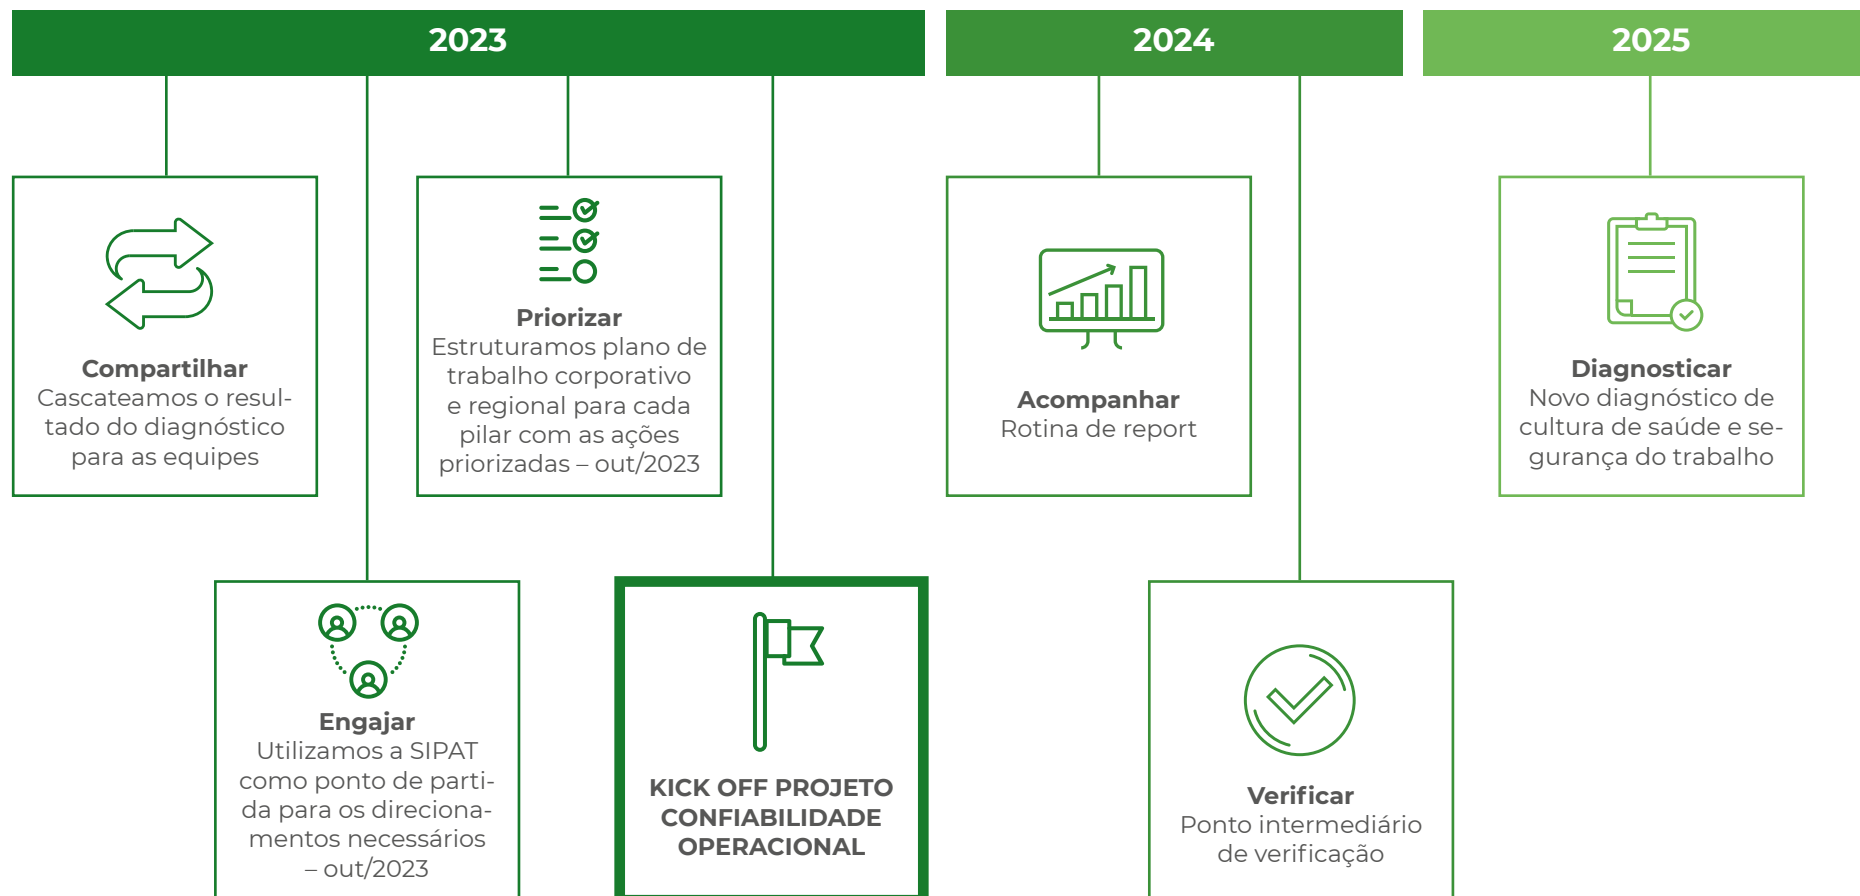 2023
2024
2025
Compartilhar
Cascateamos o resul-
tado do diagnóstico
para as equipes
Priorizar
Estruturamos plano de
trabalho corporativo
e regional para cada
pilar com as ações
priorizadas – out/2023
Acompanhar
Rotina de report
Diagnosticar
Novo diagnóstico de
cultura de saúde e se-
gurança do trabalho
Engajar
Utilizamos a SIPAT
como ponto de parti-
da para os direciona-
mentos necessários
– out/2023
KICK OFF PROJETO
CONFIABILIDADE
OPERACIONAL
Verificar
Ponto intermediário
de verificação